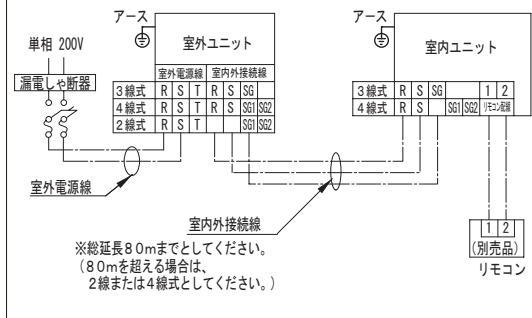 アース
室外ユニット
単相 200V
漏電しゃ断器
室外電源線 室内外接続線
3線式 R S T R S SG
4線式 R S T R S SG1 SG2
2線式 R S T SG1 SG2
室外電源線
室内外接続線
※総延長80mまでとしてください。
(80mを超える場合は、
2線または4線式としてください。)
アース
室内ユニット
3線式 R S SG 1 2
4線式 R S SG1 SG2 リモコン配線
1 2
(別売品)
リモコン